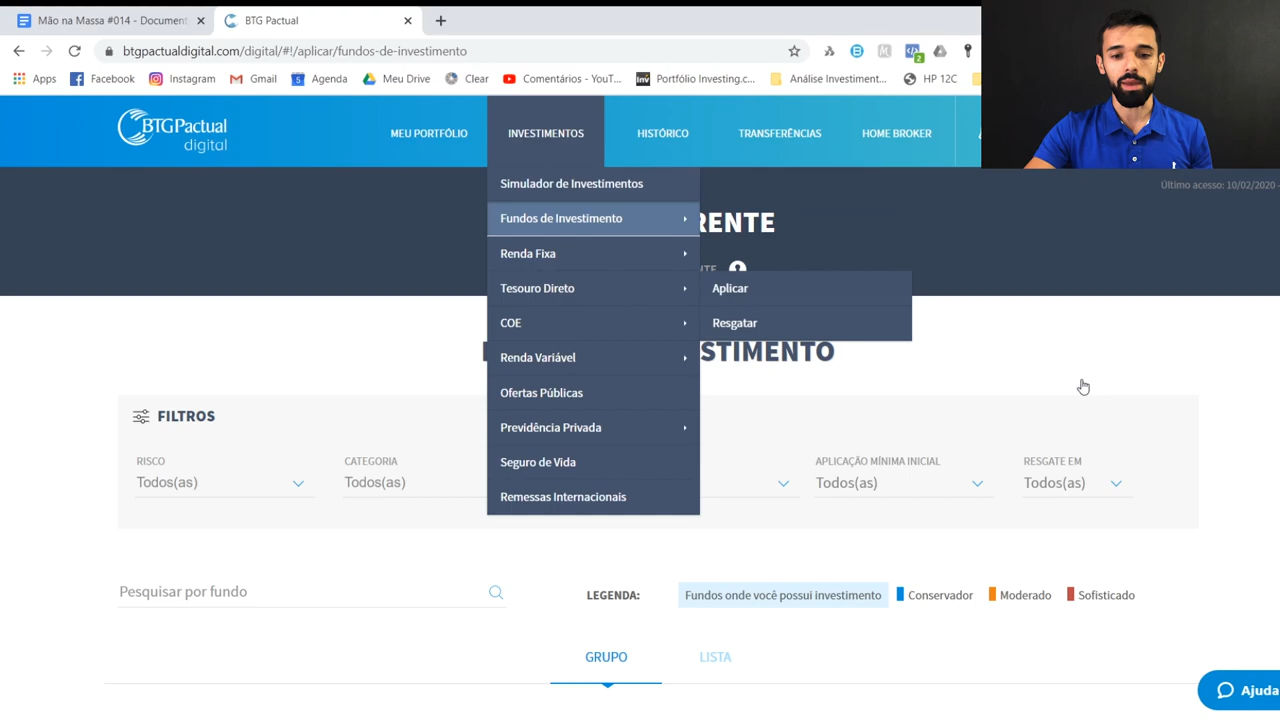 Mão na Massa #014 - Document
BTG Pactual
btgpactualdigital.com/digital/#!/aplicar/fundos-de-investimento
Apps
Facebook
Instagram
Gmail
Agenda
Meu Drive
Clear
Comentários - YouT...
Portfólio Investing.c...
Análise Investiment...
HP 12C
BTGPactual
digital
MEU PORTFÓLIO
INVESTIMENTOS
HISTÓRICO
TRANSFERÊNCIAS
HOME BROKER
Último acesso: 10/02/2020 -
Simulador de Investimentos
Fundos de Investimento
Renda Fixa
Tesouro Direto
COE
Renda Variável
Ofertas Públicas
Previdência Privada
Seguro de Vida
Remessas Internacionais
Aplicar
Resgatar
RENTE
NTE
STIMENTO
FILTROS
RISCO
Todos(as)
CATEGORIA
Todos(as)
APLICAÇÃO MÍNIMA INICIAL
Todos(as)
RESGATE EM
Todos(as)
Pesquisar por fundo
LEGENDA:
Fundos onde você possui investimento
Conservador
Moderado
Sofisticado
GRUPO
LISTA
Ajuda